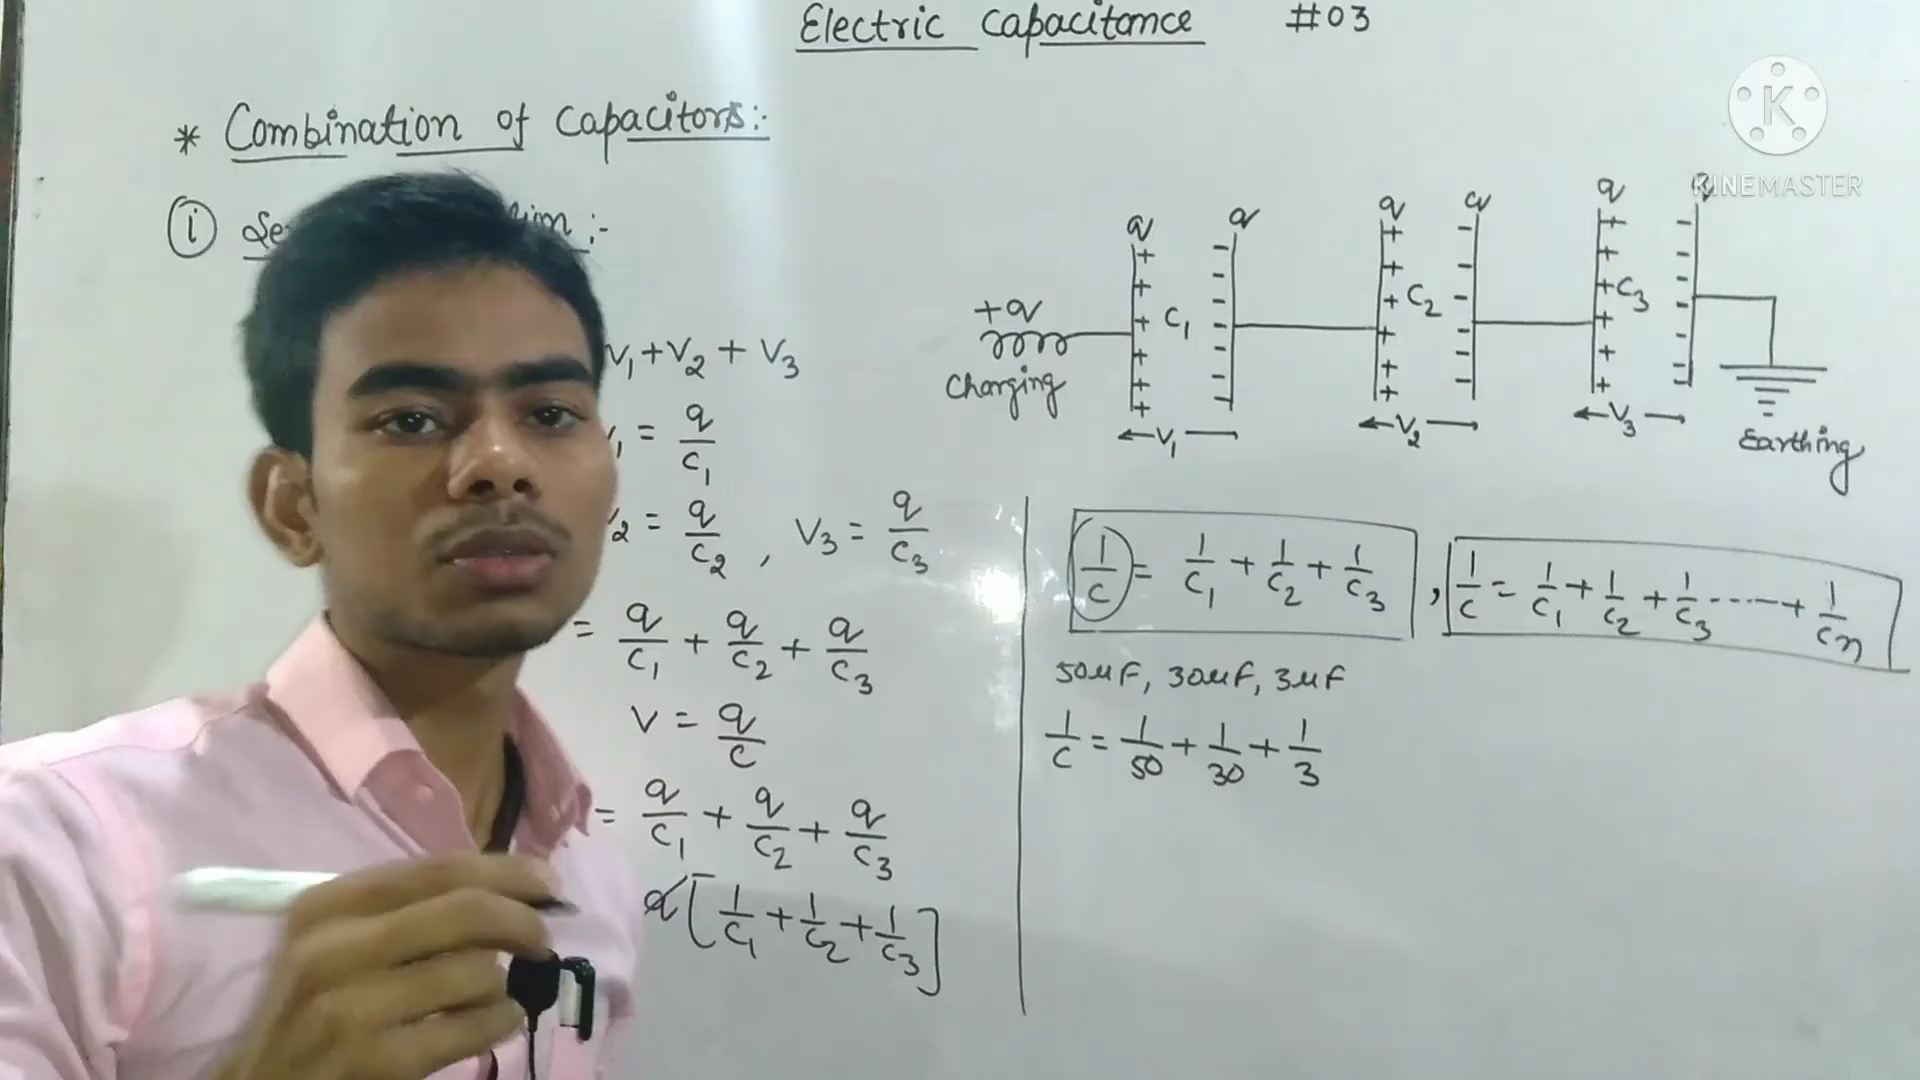 Electric Capacitance #03
* Combination of Capacitors:-
(i)
V1 + V2 + V3
= q/C1
2 = q/C2 , V3 = q/C3
= q/C1 + q/C2 + q/C3
V = q/C
= q/C1 + q/C2 + q/C3
q[1/C1 + 1/C2 + 1/C3]
q q q q q
+q
Charging
C1 C2 C3
V1 V2 V3
Earthing
1/C = 1/C1 + 1/C2 + 1/C3 , 1/C = 1/C1 + 1/C2 + 1/C3 ----- + 1/Cn
50μF, 30μF, 3μF
1/C = 1/50 + 1/30 + 1/3
K
KINEMASTER